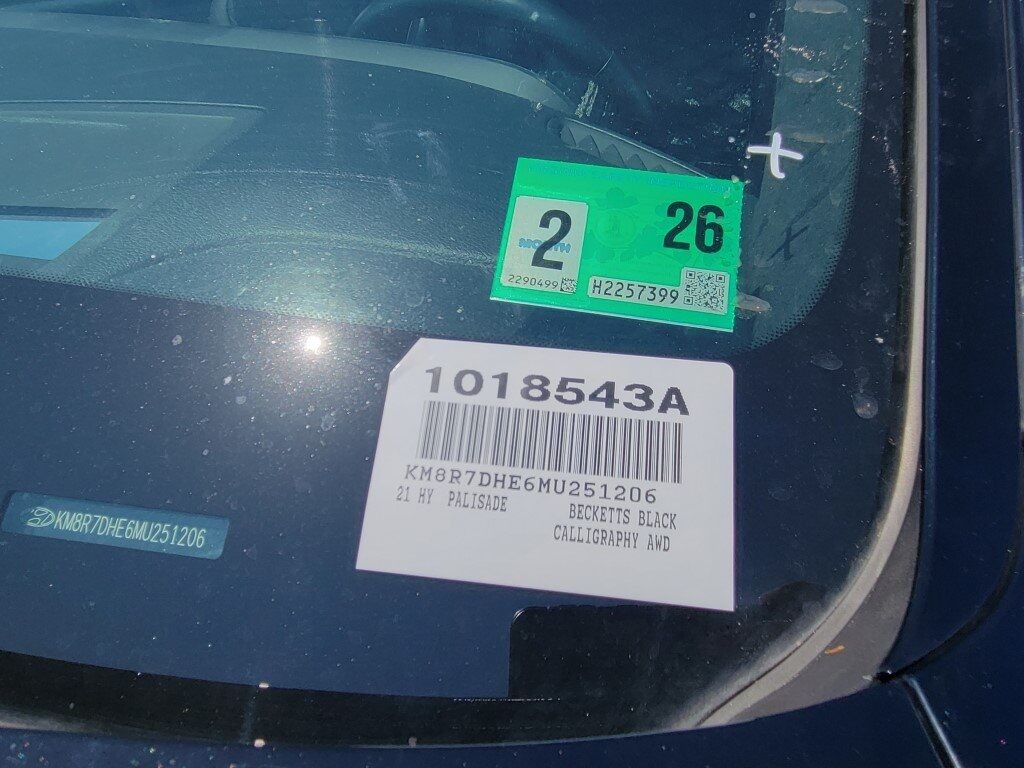 2
26
MONTH
2290499
H2257399
1018543A
KM8R7DHE6MU251206
21 HY PALISADE
BECKETTS BLACK
CALLIGRAPHY AWD
KM8R7DHE6MU251206